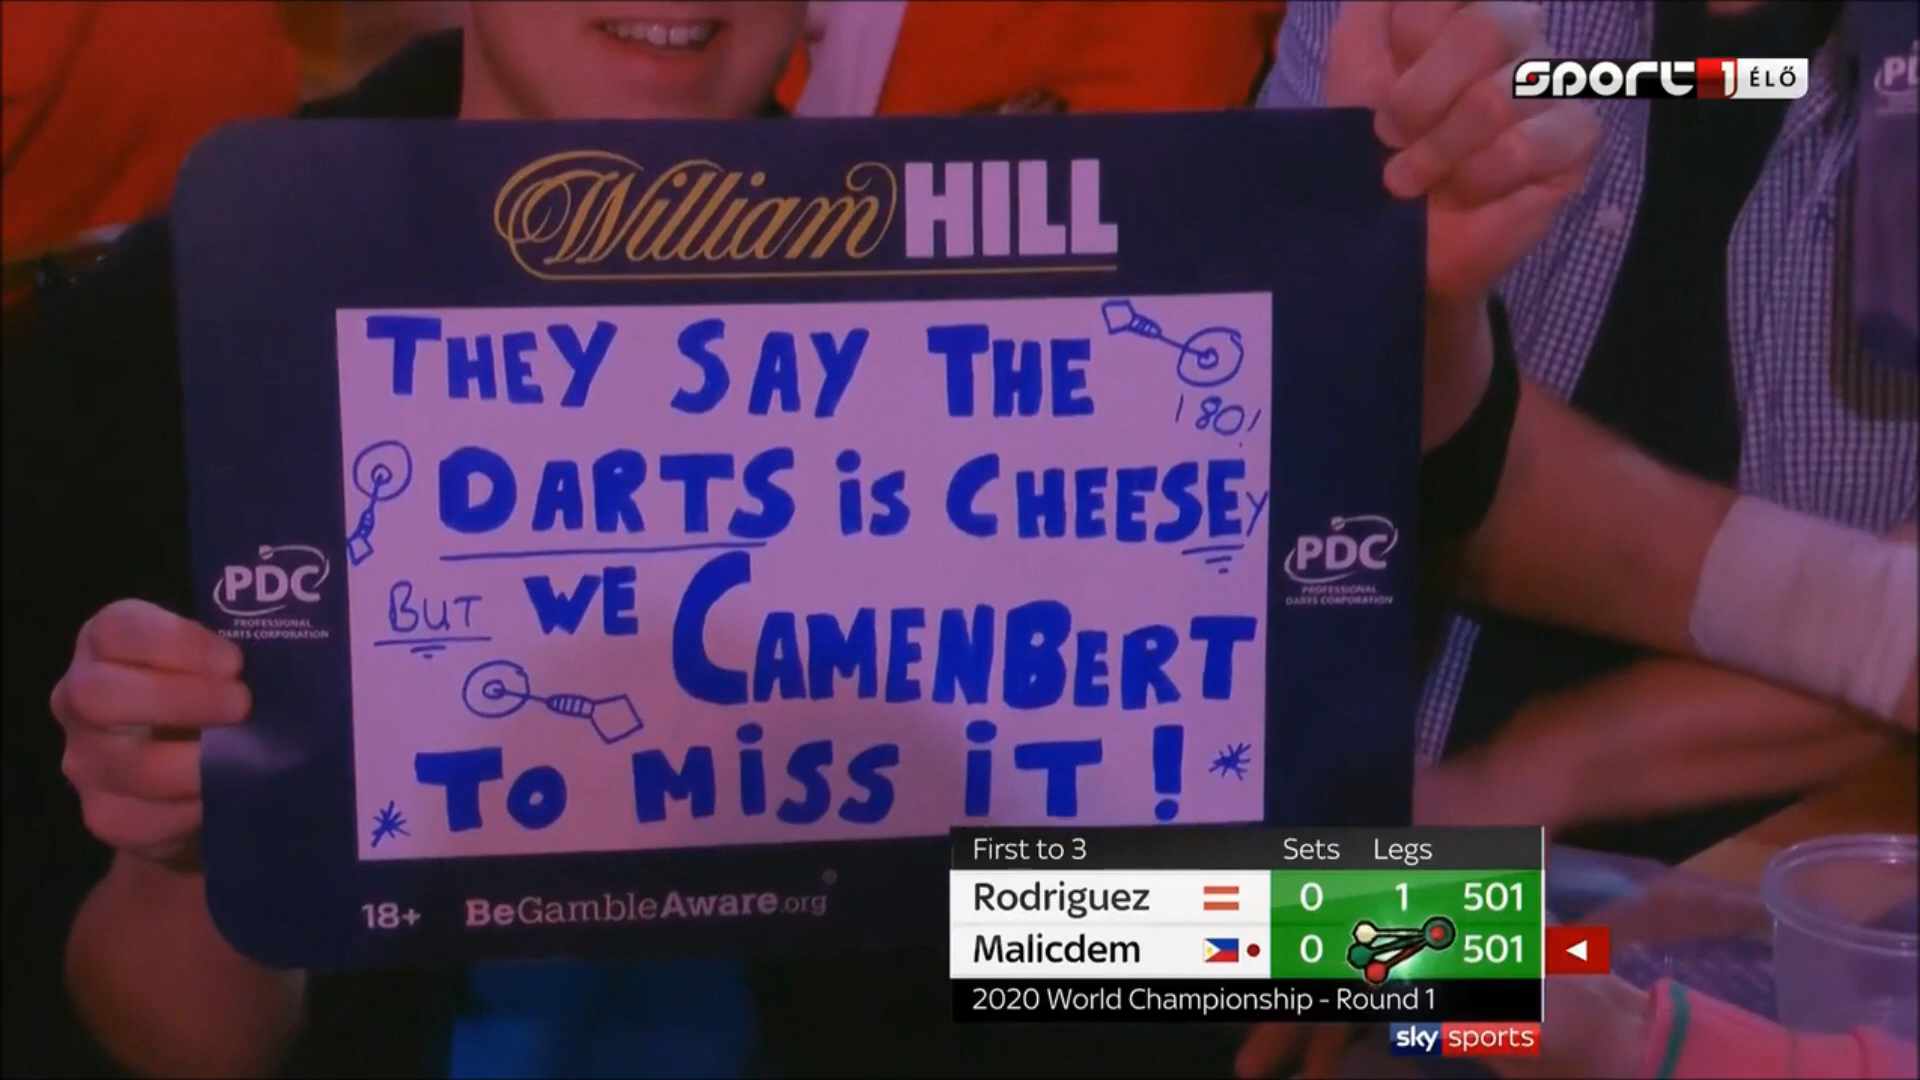 sport 1 ÉLŐ
William HILL
THEY SAY THE
180!
DARTS iS CHEESEY
BUT WE CAMENBERT
TO MiSS iT!
PDC
PROFESSIONAL
DARTS CORPORATION
PDC
PROFESSIONAL
DARTS CORPORATION
18+ BeGambleAware.org
First to 3 Sets Legs
Rodriguez 0 1 501
Malicdem 0 501
2020 World Championship - Round 1
sky sports